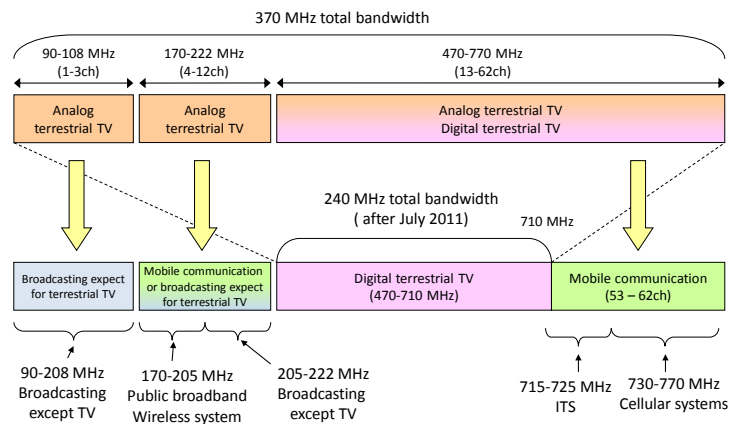 370 MHz total bandwidth
90-108 MHz
(1-3ch)
170-222 MHz
(4-12ch)
470-770 MHz
(13-62ch)
Analog
terrestrial TV
Analog
terrestrial TV
Analog terrestrial TV
Digital terrestrial TV
240 MHz total bandwidth
( after July 2011)
710 MHz
Broadcasting expect
for terrestrial TV
Mobile communication
or broadcasting expect
for terrestrial TV
Digital terrestrial TV
(470-710 MHz)
Mobile communication
(53 – 62ch)
90-208 MHz
Broadcasting
except TV
170-205 MHz
Public broadband
Wireless system
205-222 MHz
Broadcasting
except TV
715-725 MHz
ITS
730-770 MHz
Cellular systems